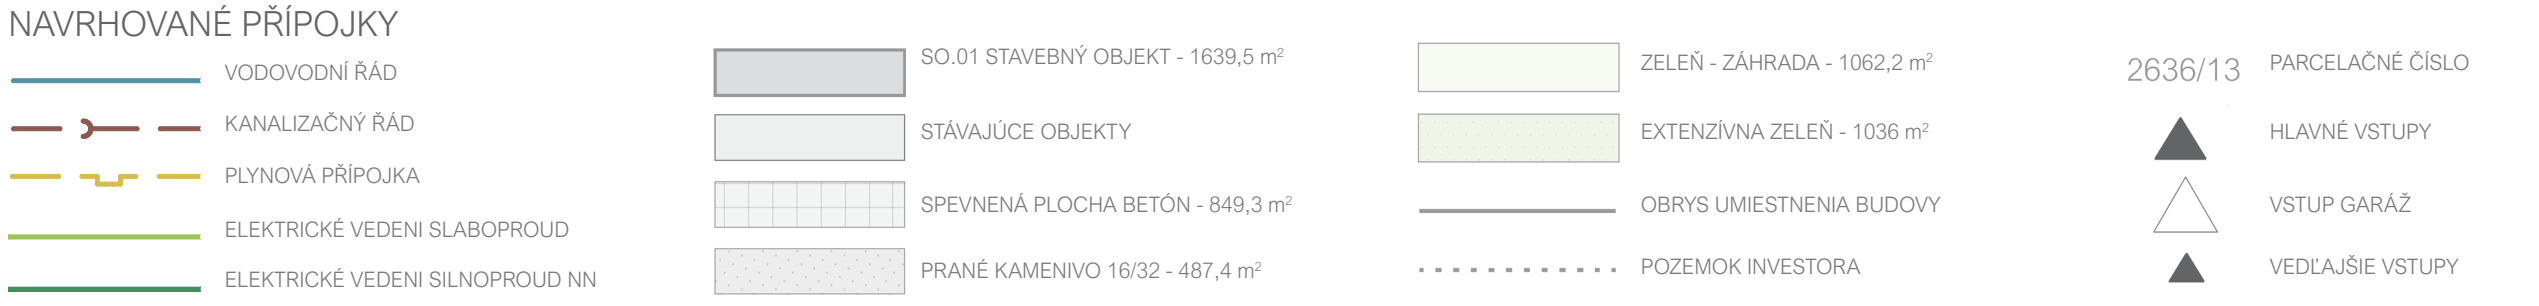 NAVRHOVANÉ PŘÍPOJKY
VODOVODNÍ ŘÁD
KANALIZAČNÝ ŘÁD
PLYNOVÁ PŘÍPOJKA
ELEKTRICKÉ VEDENI SLABOPROUD
ELEKTRICKÉ VEDENI SILNOPROUD NN
SO.01 STAVEBNÝ OBJEKT - 1639,5 m²
STÁVAJÚCE OBJEKTY
SPEVNENÁ PLOCHA BETÓN - 849,3 m²
PRANÉ KAMENIVO 16/32 - 487,4 m²
ZELEŇ - ZÁHRADA - 1062,2 m²
EXTENZÍVNA ZELEŇ - 1036 m²
OBRYS UMIESTNENIA BUDOVY
POZEMOK INVESTORA
2636/13 PARCELAČNÉ ČÍSLO
HLAVNÉ VSTUPY
VSTUP GARÁŽ
VEDĽAJŠIE VSTUPY